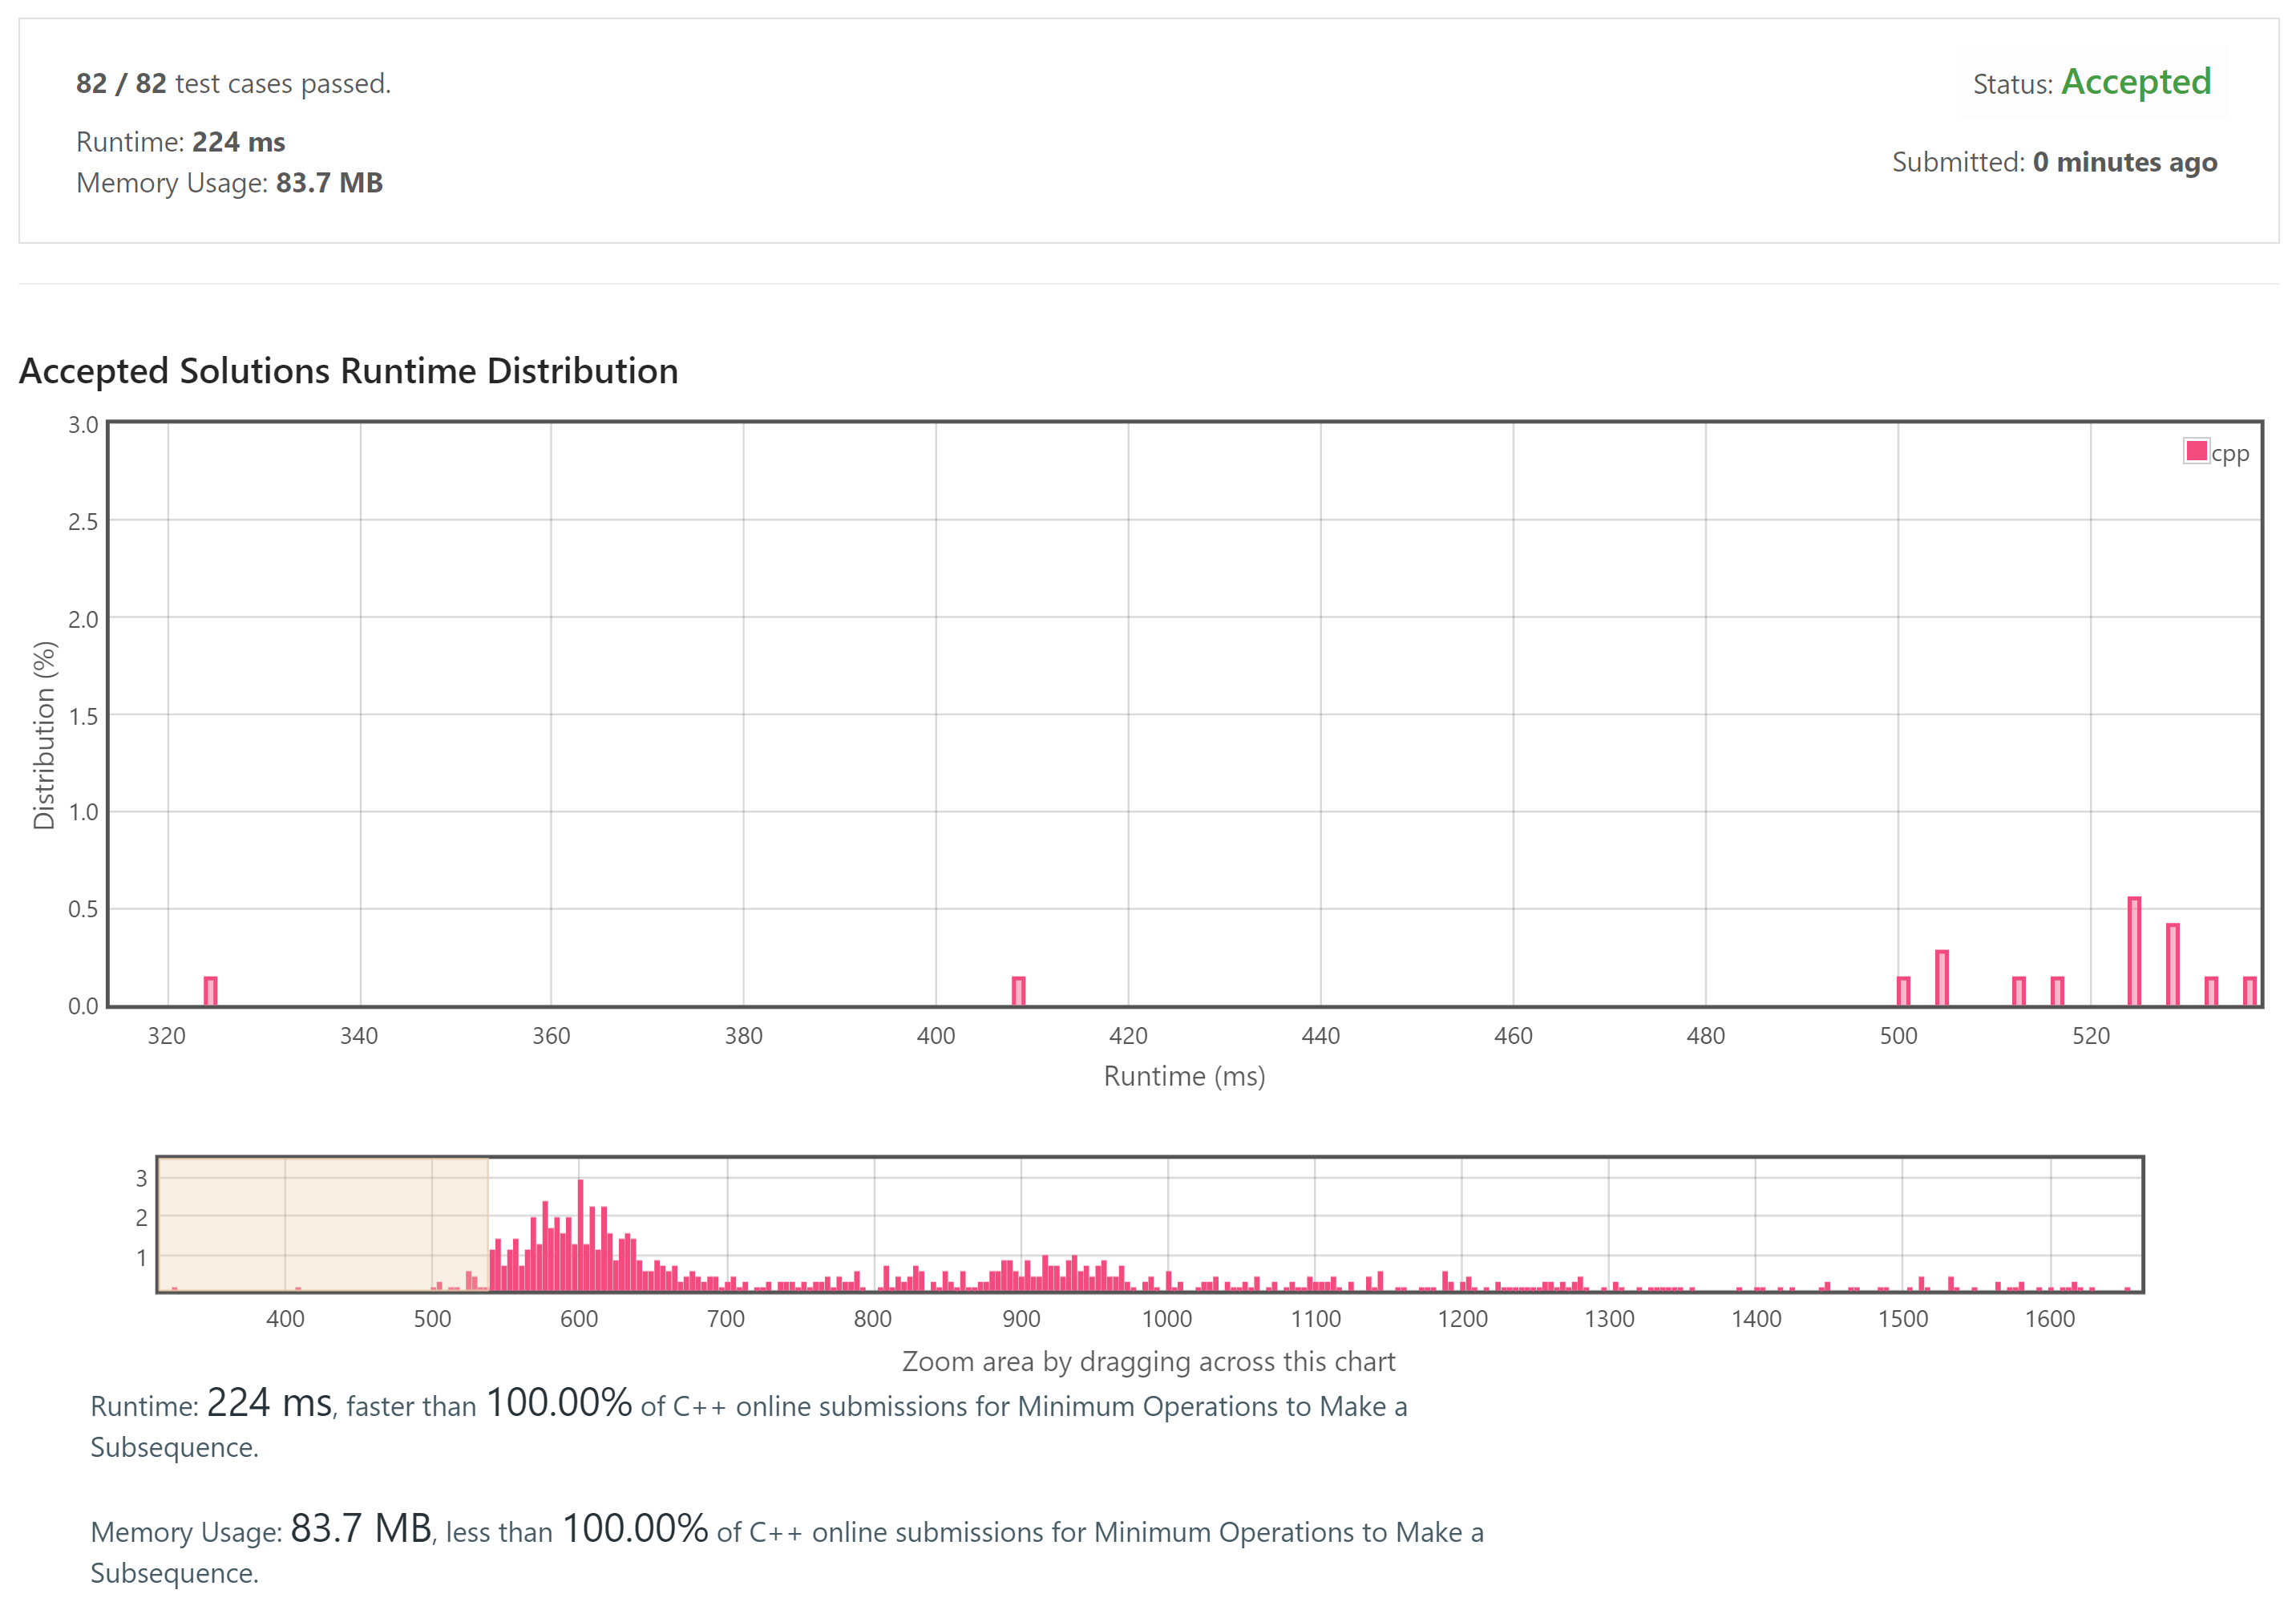 82 / 82 test cases passed.
Status: Accepted
Runtime: 224 ms
Memory Usage: 83.7 MB
Submitted: 0 minutes ago
Accepted Solutions Runtime Distribution
3.0
2.5
2.0
1.5
1.0
0.5
0.0
Distribution (%)
cpp
320 340 360 380 400 420 440 460 480 500 520
Runtime (ms)
3
2
1
400 500 600 700 800 900 1000 1100 1200 1300 1400 1500 1600
Zoom area by dragging across this chart
Runtime: 224 ms, faster than 100.00% of C++ online submissions for Minimum Operations to Make a
Subsequence.
Memory Usage: 83.7 MB, less than 100.00% of C++ online submissions for Minimum Operations to Make a
Subsequence.